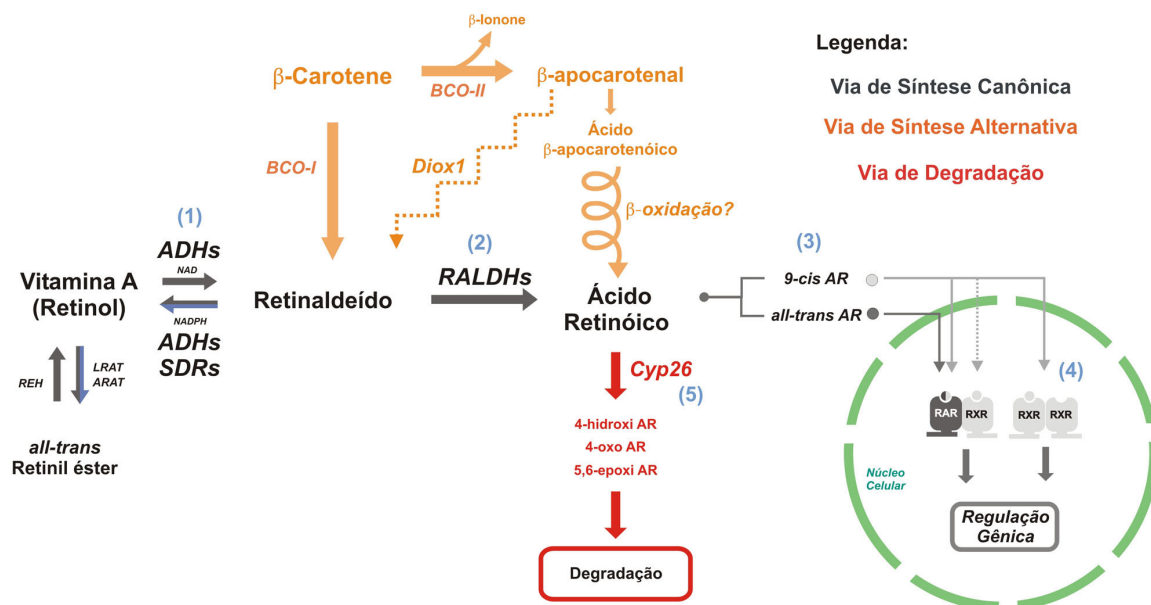 β-Ionone
Legenda:
β-Carotene
BCO-II
β-apocarotenal
Via de Síntese Canônica
Via de Síntese Alternativa
Via de Degradação
Ácido
β-apocarotenóico
BCO-I
Diox1
β-oxidação?
(1)
ADHs
NAD
(2)
RALDHs
(3)
Vitamina A
(Retinol)
Retinaldeído
Ácido
Retinóico
9-cis AR
all-trans AR
NADPH
ADHs
SDRs
REH
LRAT
ARAT
Cyp26
(5)
(4)
RAR
RXR
RXR
RXR
4-hidroxi AR
4-oxo AR
5,6-epoxi AR
all-trans
Retinil éster
Núcleo
Celular
Regulação
Gênica
Degradação